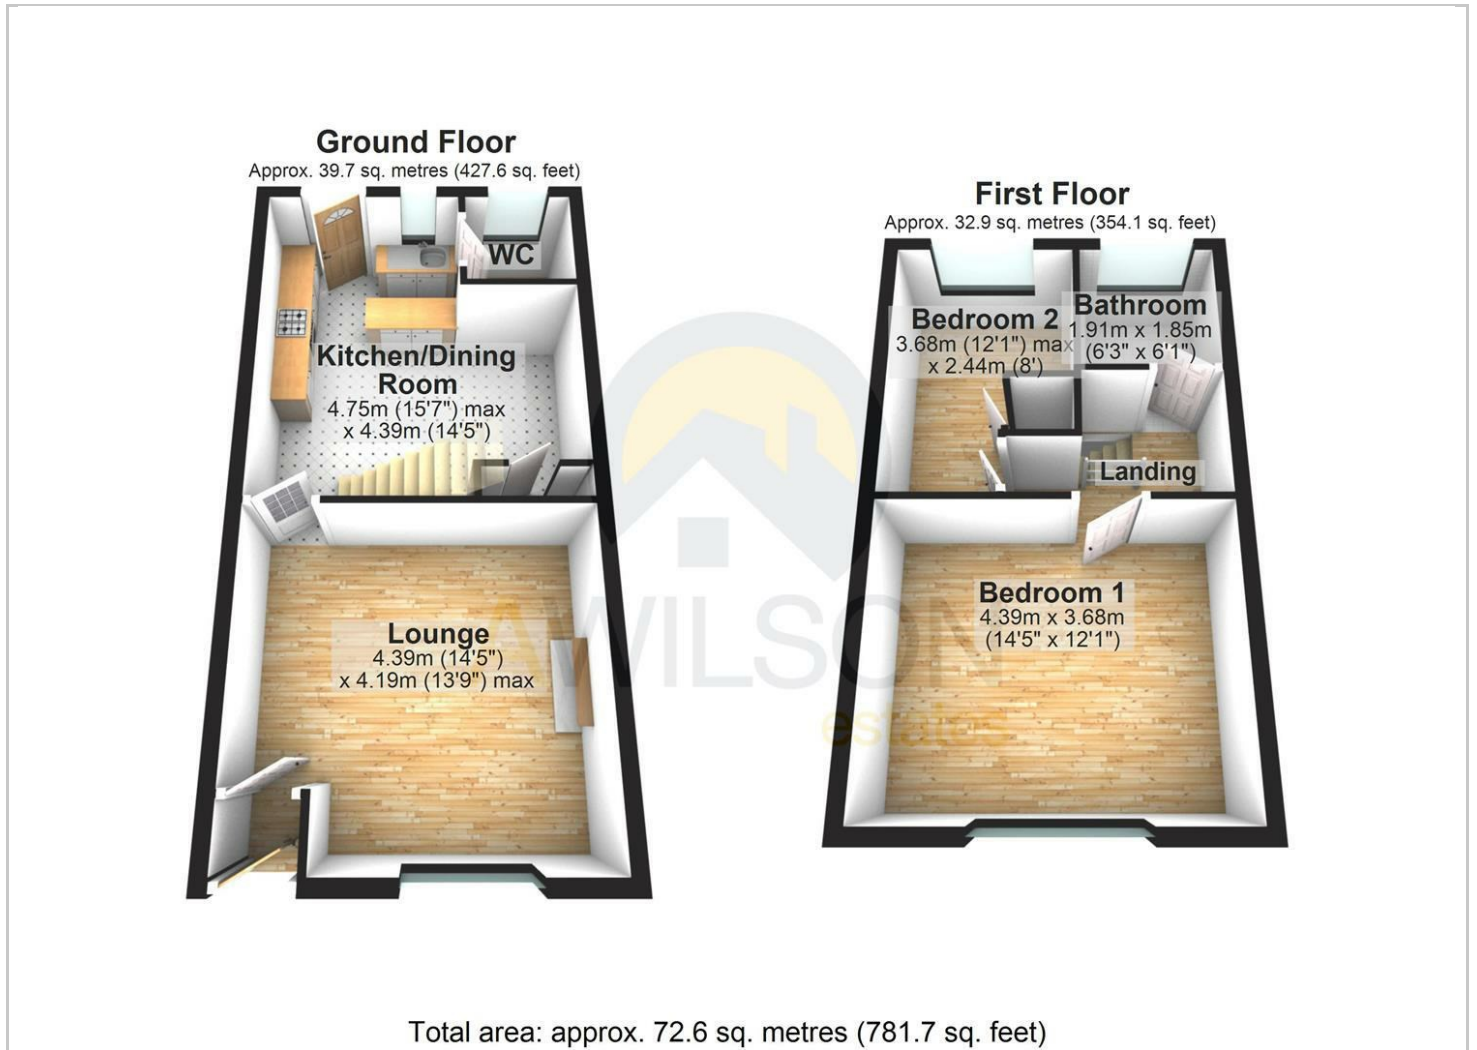 Ground Floor
Approx. 39.7 sq. metres (427.6 sq. feet)
WC
Kitchen/Dining
Room
4.75m (15'7") max
x 4.39m (14'5")
Lounge
4.39m (14'5")
x 4.19m (13'9") max
First Floor
Approx. 32.9 sq. metres (354.1 sq. feet)
Bedroom 2
3.68m (12'1") max
x 2.44m (8')
Bathroom
1.91m x 1.85m
(6'3" x 6'1")
Landing
Bedroom 1
4.39m x 3.68m
(14'5" x 12'1")
AWILSON
estates
Total area: approx. 72.6 sq. metres (781.7 sq. feet)